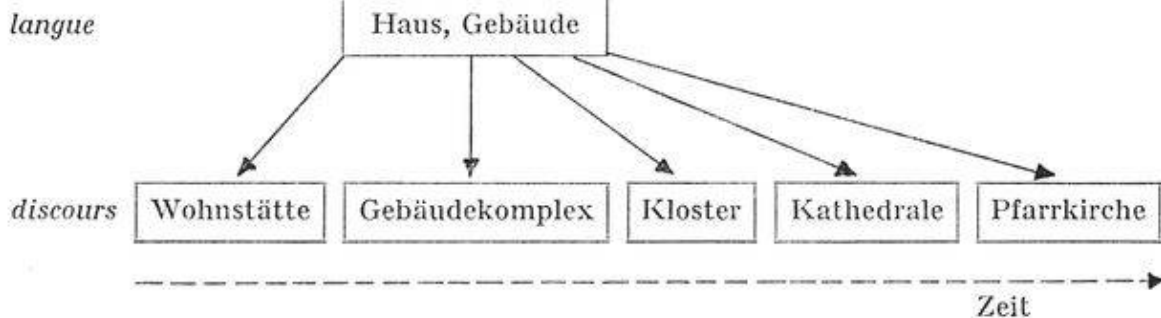 langue Haus, Gebäude
discours Wohnstätte Gebäudekomplex Kloster Kathedrale Pfarrkirche
Zeit